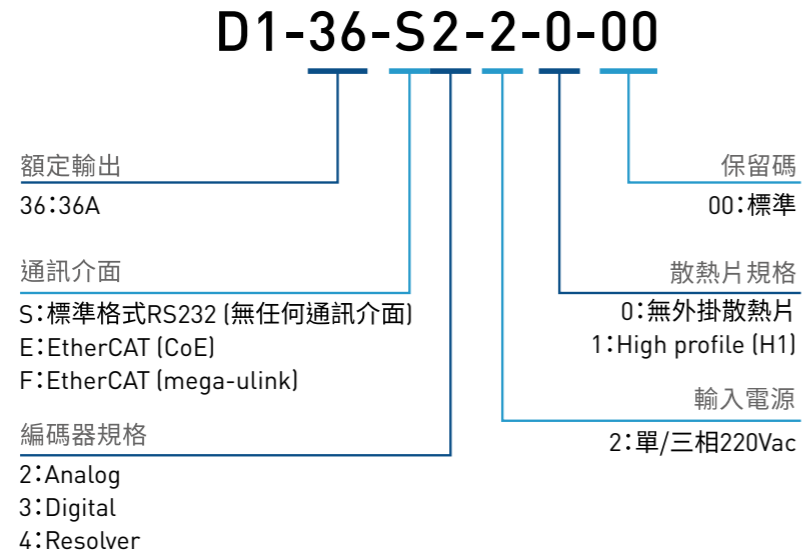 D1-36-S2-2-0-00
額定輸出
36:36A
通訊介面
S:標準格式RS232 (無任何通訊介面)
E:EtherCAT (CoE)
F:EtherCAT (mega-ulink)
編碼器規格
2:Analog
3:Digital
4:Resolver
保留碼
00:標準
散熱片規格
0:無外掛散熱片
1:High profile (H1)
輸入電源
2:單/三相220Vac